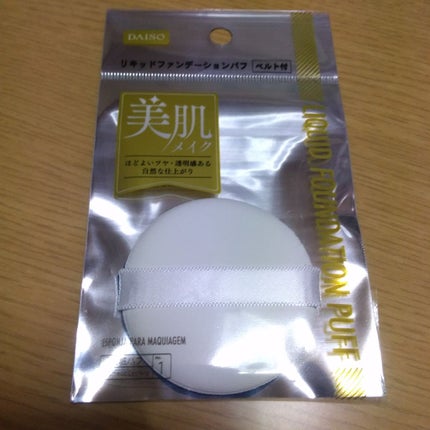 DAISO
リキッドファンデーションパフ ベルト付
美肌
メイク
ほどよいツヤ・透明感ある
自然な仕上がり
LIQUID FOUNDATION PUFF
ESPONJA PARA MAQUIAGEM
1